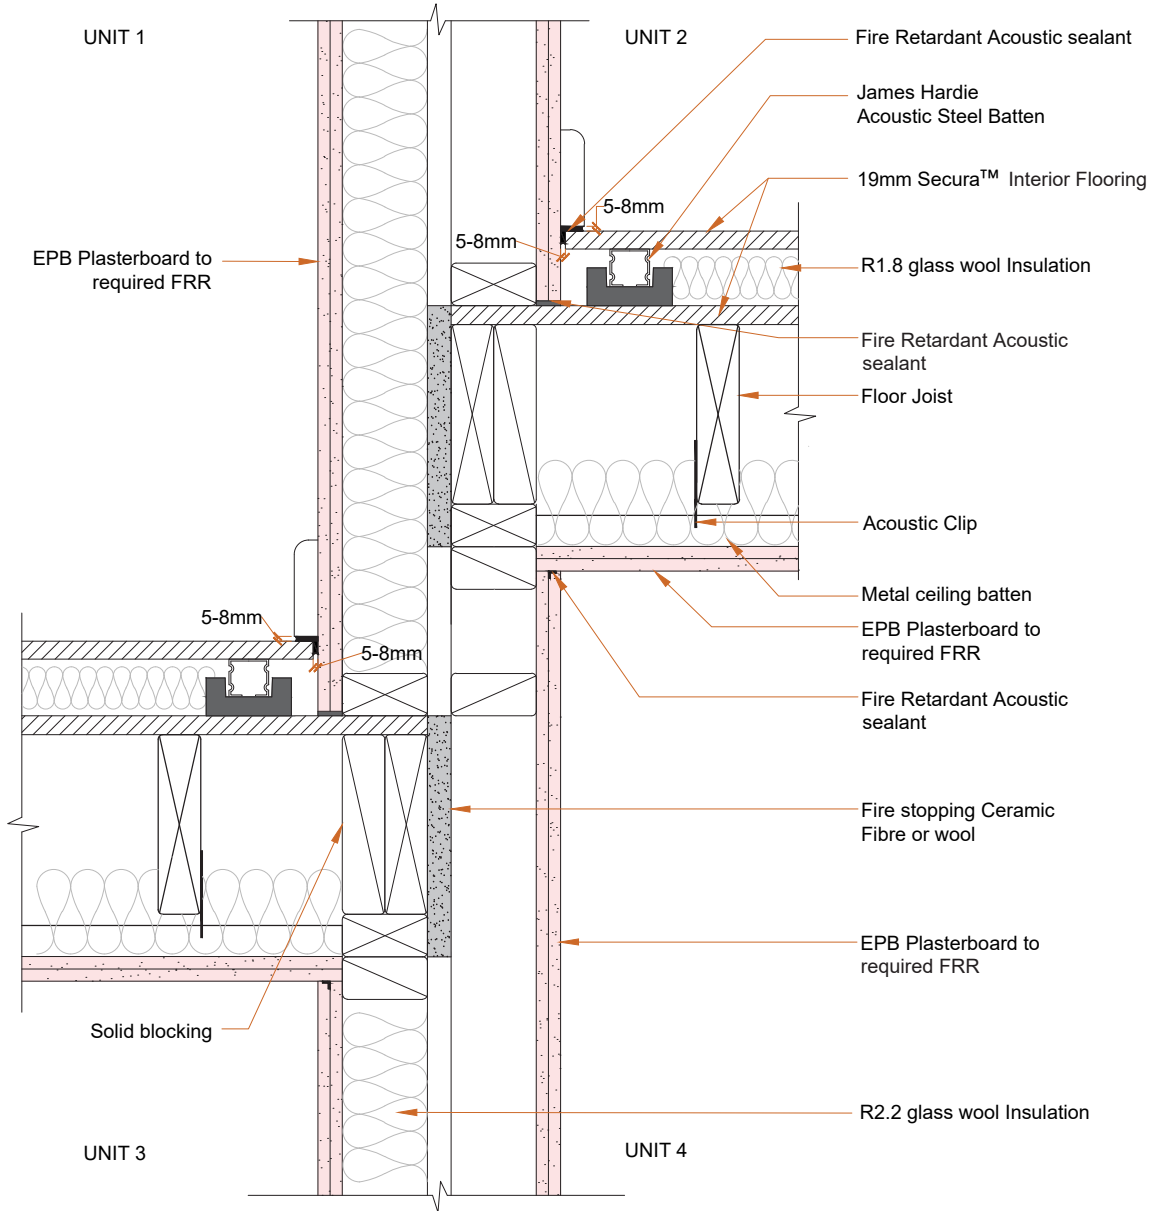 UNIT 1
UNIT 2
Fire Retardant Acoustic sealant
James Hardie
Acoustic Steel Batten
19mm Secura™ Interior Flooring
5-8mm
5-8mm
EPB Plasterboard to
required FRR
R1.8 glass wool Insulation
Fire Retardant Acoustic
sealant
Floor Joist
Acoustic Clip
Metal ceiling batten
5-8mm
EPB Plasterboard to
required FRR
5-8mm
Fire Retardant Acoustic
sealant
Fire stopping Ceramic
Fibre or wool
EPB Plasterboard to
required FRR
Solid blocking
R2.2 glass wool Insulation
UNIT 3
UNIT 4